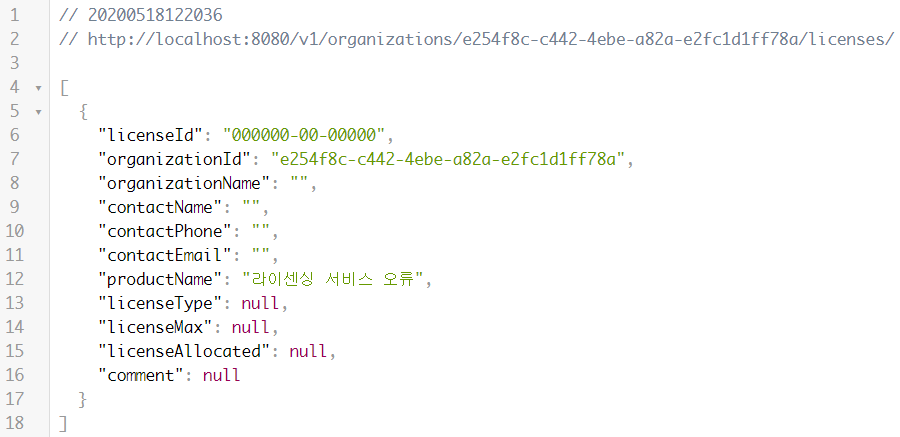 1 // 20200518122036
2 // http://localhost:8080/v1/organizations/e254f8c-c442-4ebe-a82a-e2fc1d1ff78a/licenses/
3
4 [
5 {
6 "licenseId": "000000-00-00000",
7 "organizationId": "e254f8c-c442-4ebe-a82a-e2fc1d1ff78a",
8 "organizationName": "",
9 "contactName": "",
10 "contactPhone": "",
11 "contactEmail": "",
12 "productName": "라이센싱 서비스 오류",
13 "licenseType": null,
14 "licenseMax": null,
15 "licenseAllocated": null,
16 "comment": null
17 }
18 ]